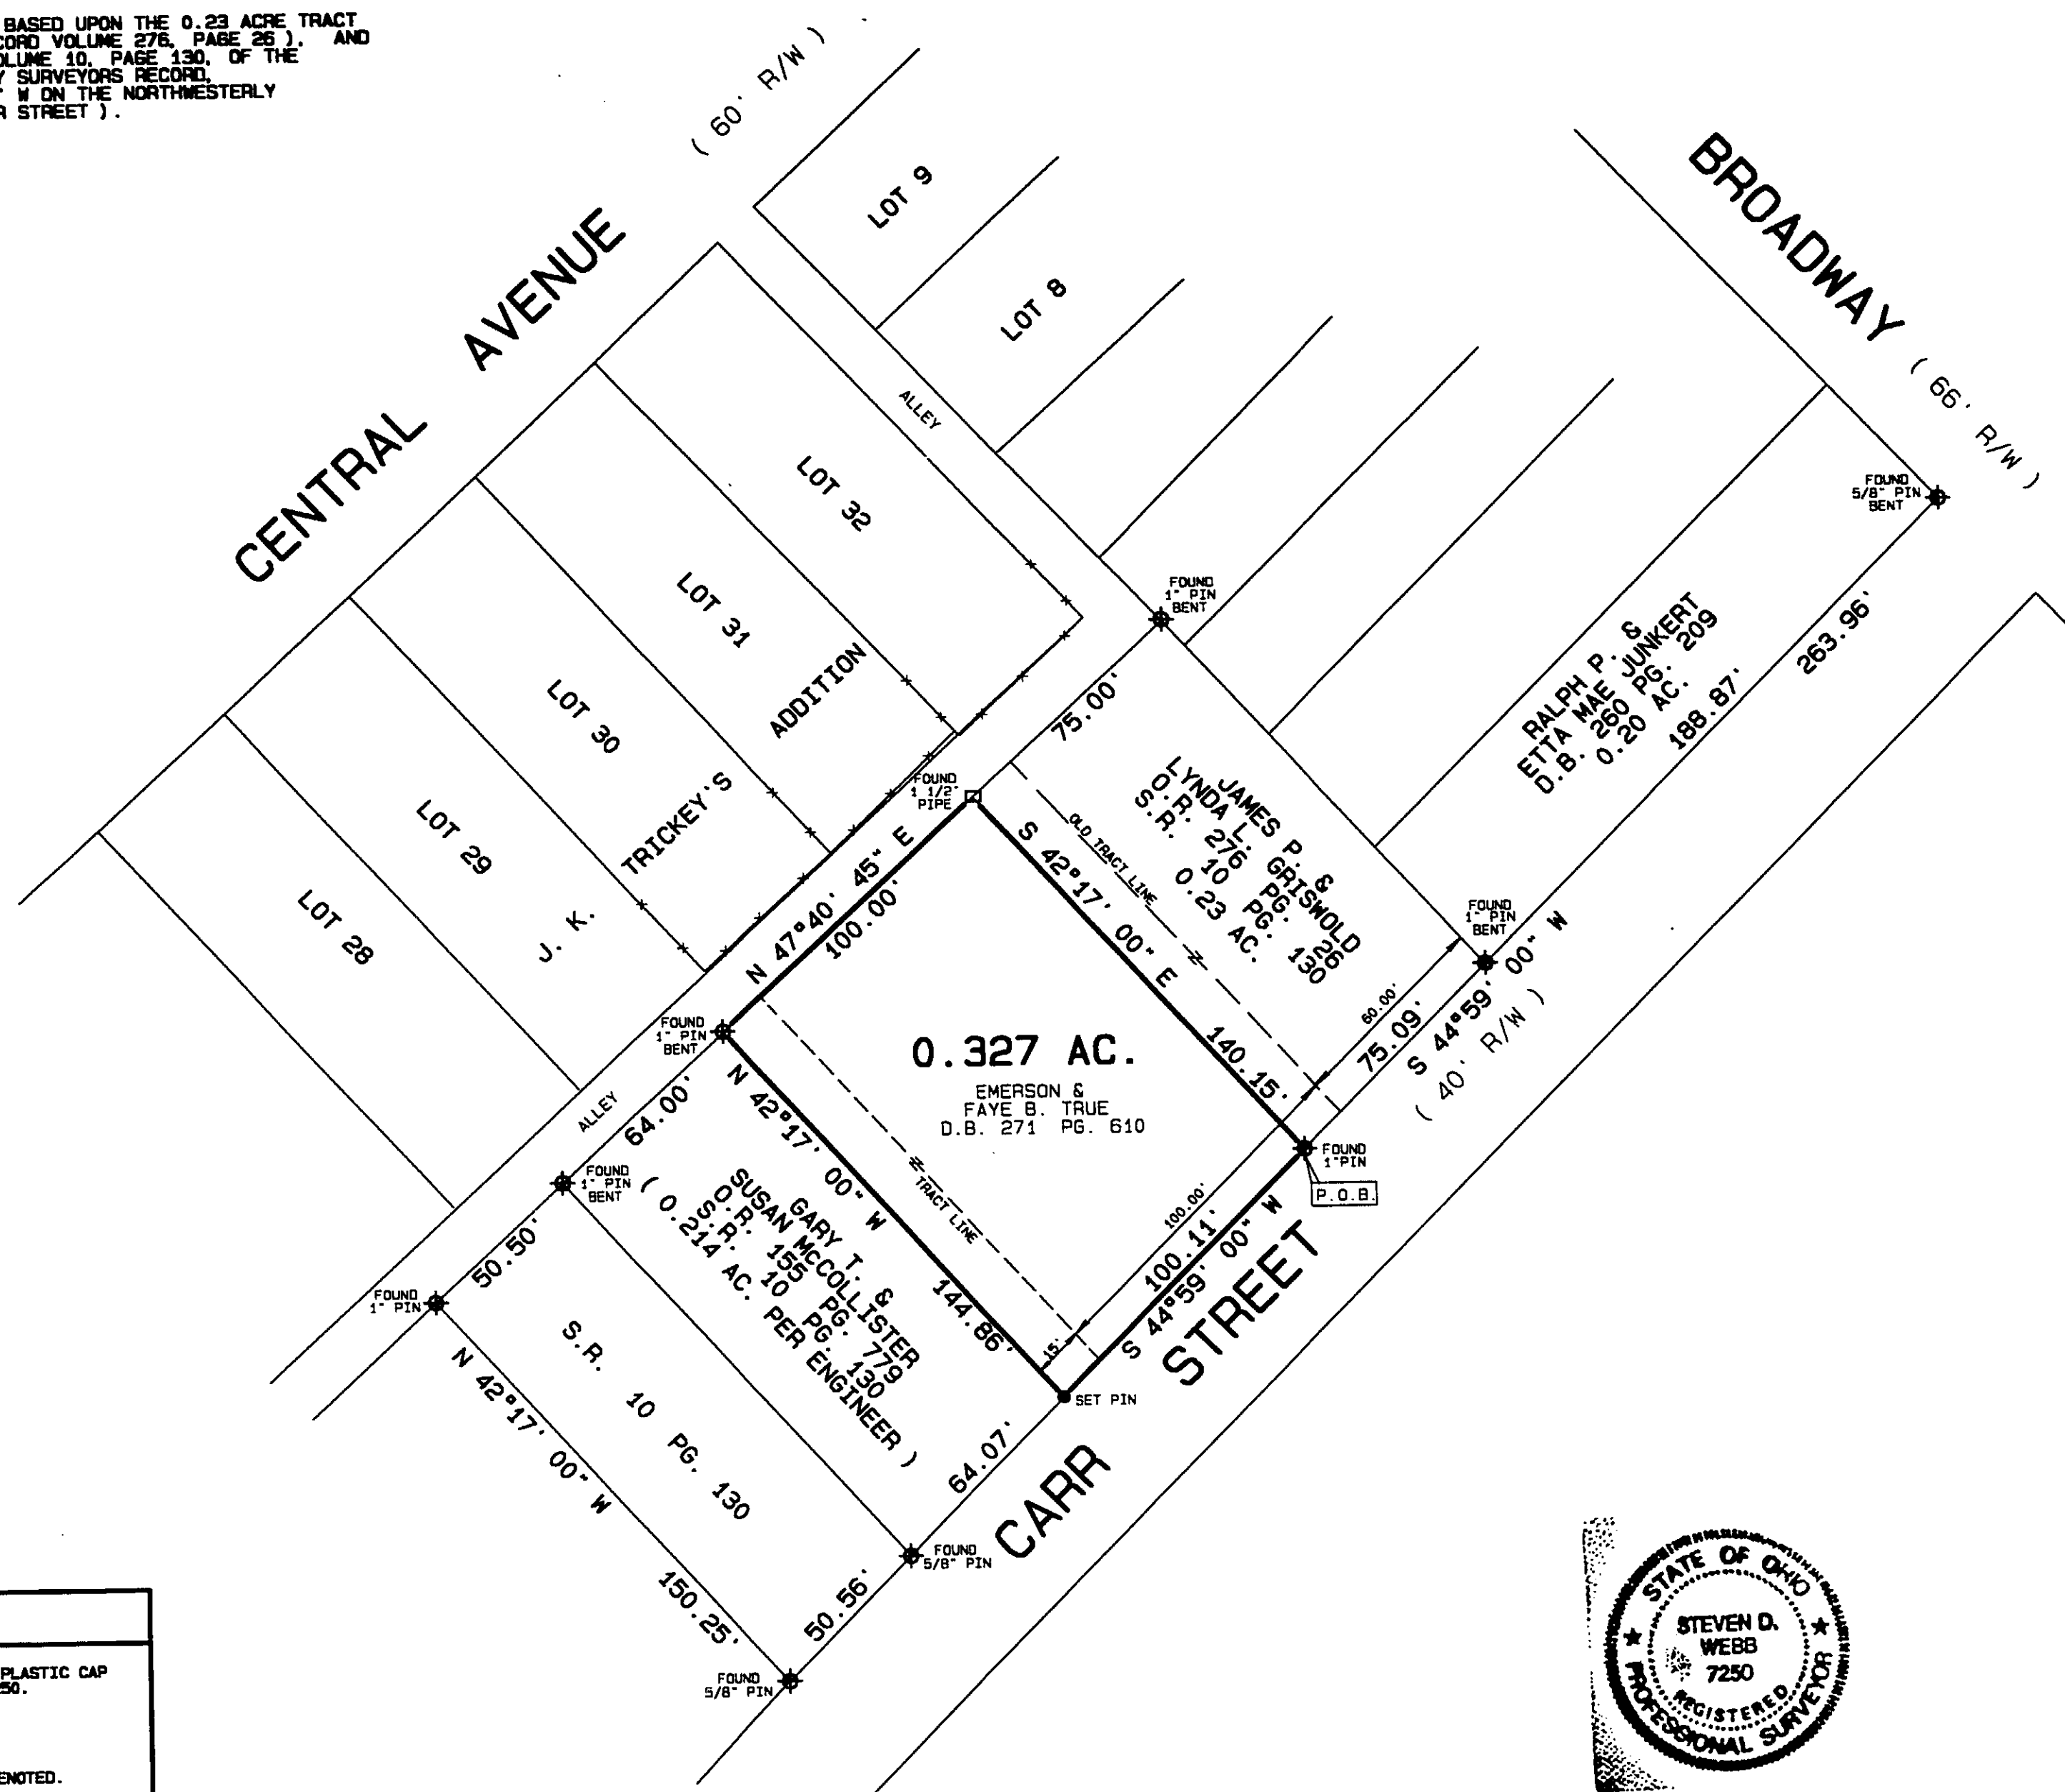 BASED UPON THE 0.23 ACRE TRACT
CORD VOLUME 276, PAGE 26 ), AND
OLUME 10, PAGE 130, OF THE
Y SURVEYORS RECORD,
W ON THE NORTHWESTERLY
R STREET ).
( 60' R/W )
CENTRAL AVENUE
BROADWAY
( 66' R/W )
LOT 9
LOT 8
ALLEY
LOT 32
LOT 31
LOT 30
LOT 29
LOT 28
J. K. TRICKEY'S ADDITION
FOUND
5/8" PIN
BENT
FOUND
1" PIN
BENT
75.00'
RALPH P. &
ETTA MAE JUNKERT
D.B. 260 PG. 209
0.20 AC.
188.87'
263.96'
FOUND
1 1/2"
PIPE
JAMES P. &
LYNDA L. GRISWOLD
O.R. 276 PG. 26
S.R. 10 PG. 130
0.23 AC.
OLD TRACT LINE
S 42°17' 00" E
140.15'
N 47°40' 45" E
100.00'
FOUND
1" PIN
BENT
60.00'
75.09'
S 44°59' 00" W
( 40' R/W )
FOUND
1" PIN
BENT
0.327 AC.
EMERSON &
FAYE B. TRUE
D.B. 271 PG. 610
FOUND
1"PIN
P.O.B.
ALLEY
64.00'
N 42°17' 00" W
144.86'
TRACT LINE
FOUND
1" PIN
BENT
GARY T. &
SUSAN MCCOLLISTER
O.R. 155 PG. 779
S.R. 10 PG. 130
( 0.214 AC. PER ENGINEER )
100.00'
100.11'
S 44°59' 00" W
15'
SET PIN
CARR STREET
50.50'
FOUND
1" PIN
S.R. 10 PG. 130
N 42°17' 00" W
150.25'
64.07'
FOUND
5/8" PIN
50.56'
FOUND
5/8" PIN
PLASTIC CAP
50.
ENOTED.
STATE OF OHIO
STEVEN D.
WEBB
7250
REGISTERED
PROFESSIONAL SURVEYOR